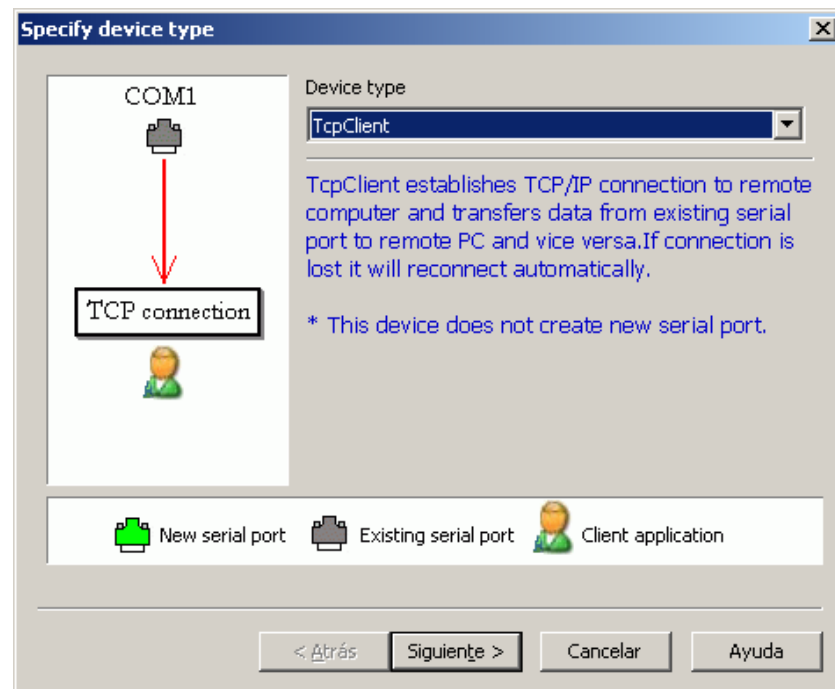 Specify device type
COM1
TCP connection
Device type
TcpClient
TcpClient establishes TCP/IP connection to remote
computer and transfers data from existing serial
port to remote PC and vice versa.If connection is
lost it will reconnect automatically.
* This device does not create new serial port.
New serial port
Existing serial port
Client application
< Atrás
Siguiente >
Cancelar
Ayuda